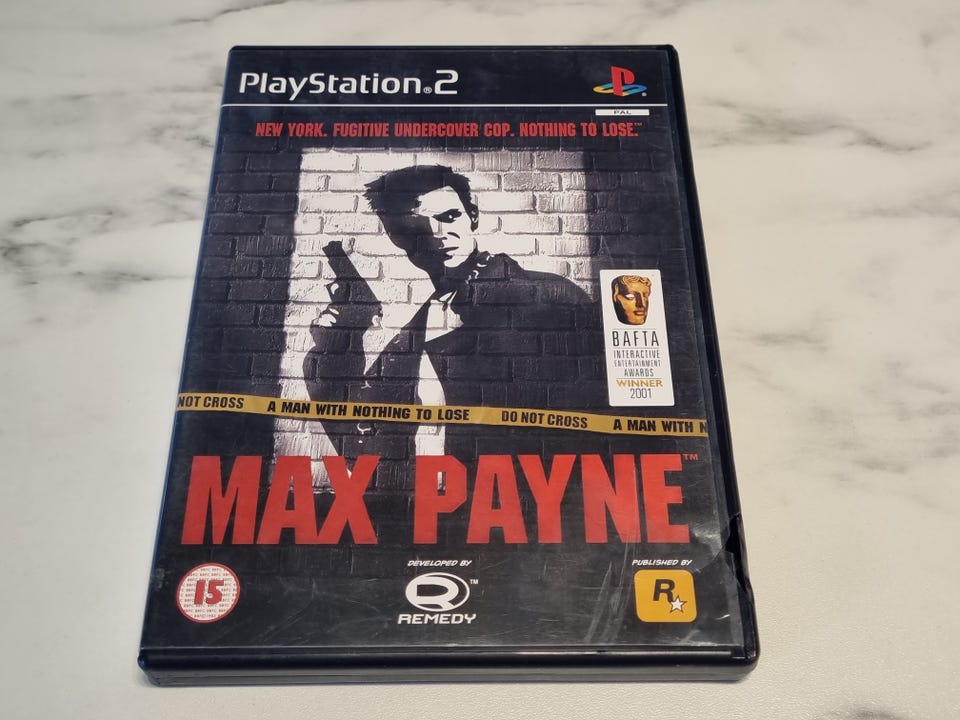 PlayStation®2
PAL
NEW YORK. FUGITIVE UNDERCOVER COP. NOTHING TO LOSE.™
BAFTA
INTERACTIVE
ENTERTAINMENT
AWARDS
WINNER
2001
NOT CROSS A MAN WITH NOTHING TO LOSE DO NOT CROSS A MAN WITH N
MAX PAYNE™
15
DEVELOPED BY
REMEDY™
PUBLISHED BY
R